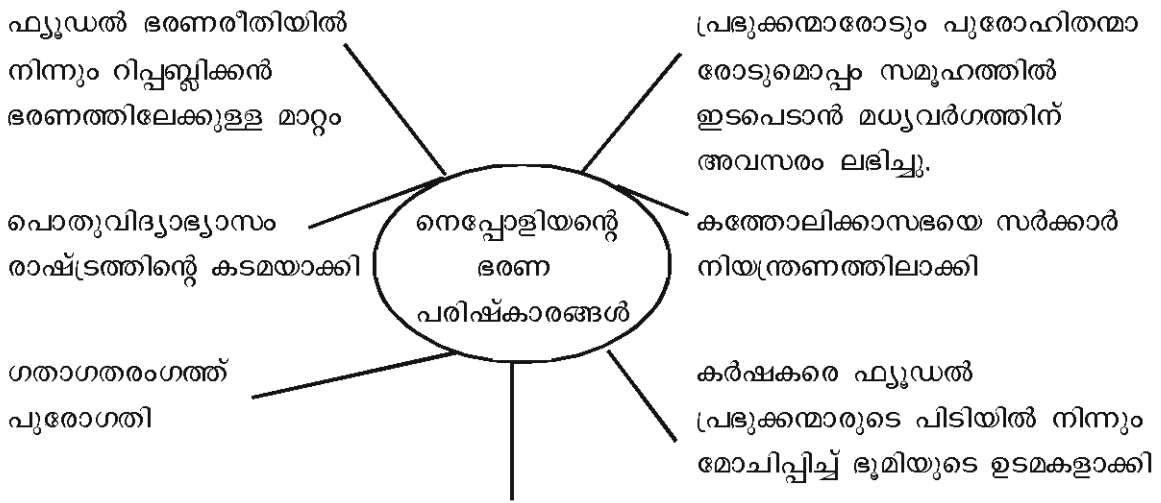 ഫ്യൂഡൽ ഭരണരീതിയിൽ
നിന്നും റിപ്പബ്ലിക്കൻ
ഭരണത്തിലേക്കുള്ള മാറ്റം
പ്രഭുക്കന്മാരോടും പുരോഹിതന്മാ
രോടുമൊപ്പം സമൂഹത്തിൽ
ഇടപെടാൻ മധ്യവർഗത്തിന്
അവസരം ലഭിച്ചു.
പൊതുവിദ്യാഭ്യാസം
രാഷ്ട്രത്തിന്റെ കടമയാക്കി
നെപ്പോളിയന്റെ
ഭരണ
പരിഷ്കാരങ്ങൾ
കത്തോലിക്കാസഭയെ സർക്കാർ
നിയന്ത്രണത്തിലാക്കി
ഗതാഗതരംഗത്ത്
പുരോഗതി
കർഷകരെ ഫ്യൂഡൽ
പ്രഭുക്കന്മാരുടെ പിടിയിൽ നിന്നും
മോചിപ്പിച്ച് ഭൂമിയുടെ ഉടമകളാക്കി